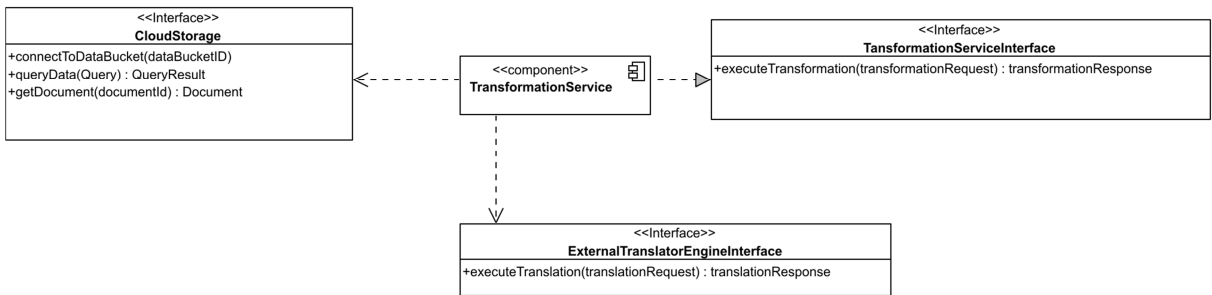 <<Interface>>
CloudStorage
+connectToDataBucket(dataBucketID)
+queryData(Query) : QueryResult
+getDocument(documentId) : Document
<<component>>
TransformationService
<<Interface>>
TansformationServiceInterface
+executeTransformation(transformationRequest) : transformationResponse
<<Interface>>
ExternalTranslatorEngineInterface
+executeTranslation(translationRequest) : translationResponse